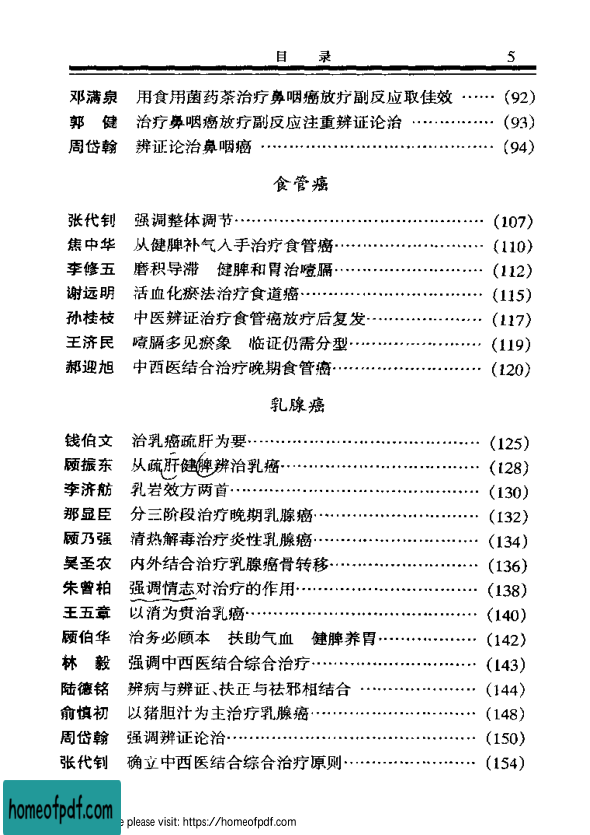 目 录 5
邓满泉 用食用菌药茶治疗鼻咽癌放疗副反应取佳效 …… (92)
郭 健 治疗鼻咽癌放疗副反应注重辨证论治 …… (93)
周岱翰 辨证论治鼻咽癌 …… (94)
食管癌
张代钊 强调整体调节 …… (107)
焦中华 从健脾补气入手治疗食管癌 …… (110)
李修五 磨积导滞 健脾和胃治噎膈 …… (112)
谢远明 活血化瘀法治疗食道癌 …… (115)
孙桂枝 中医辨证治疗食管癌放疗后复发 …… (117)
王济民 噎膈多见瘀象 临证仍需分型 …… (119)
郝迎旭 中西医结合治疗晚期食管癌 …… (120)
乳腺癌
钱伯文 治乳癌疏肝为要 …… (125)
顾振东 从疏肝健脾辨治乳癌 …… (128)
李济舫 乳岩效方两首 …… (130)
那显臣 分三阶段治疗晚期乳腺癌 …… (132)
顾乃强 清热解毒治疗炎性乳腺癌 …… (134)
吴圣农 内外结合治疗乳腺癌骨转移 …… (136)
朱曾柏 强调情志对治疗的作用 …… (138)
王五章 以消为贵治乳癌 …… (140)
顾伯华 治务必顾本 扶助气血 健脾养胃 …… (142)
林 毅 强调中西医结合综合治疗 …… (143)
陆德铭 辨病与辨证、扶正与祛邪相结合 …… (144)
俞慎初 以猪胆汁为主治疗乳腺癌 …… (148)
周岱翰 强调辨证论治 …… (150)
张代钊 确立中西医结合综合治疗原则 …… (154)
homeofpdf.com
e please visit: https://homeofpdf.com